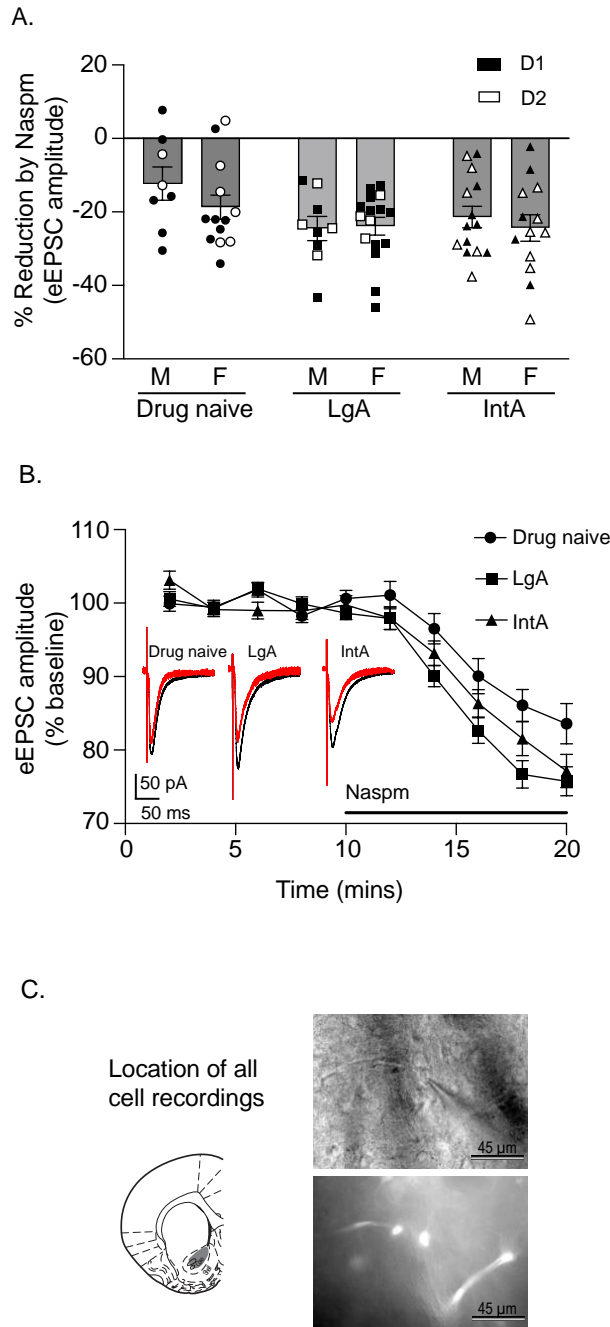 A.
D1
D2
% Reduction by Naspm
(eEPSC amplitude)
20
0
-20
-40
-60
M F M F M F
Drug naive LgA IntA
B.
eEPSC amplitude
(% baseline)
110
100
90
80
70
Drug naive
LgA
IntA
Drug naive LgA IntA
50 pA
50 ms
Naspm
0 5 10 15 20
Time (mins)
C.
Location of all
cell recordings
45 µm
45 µm